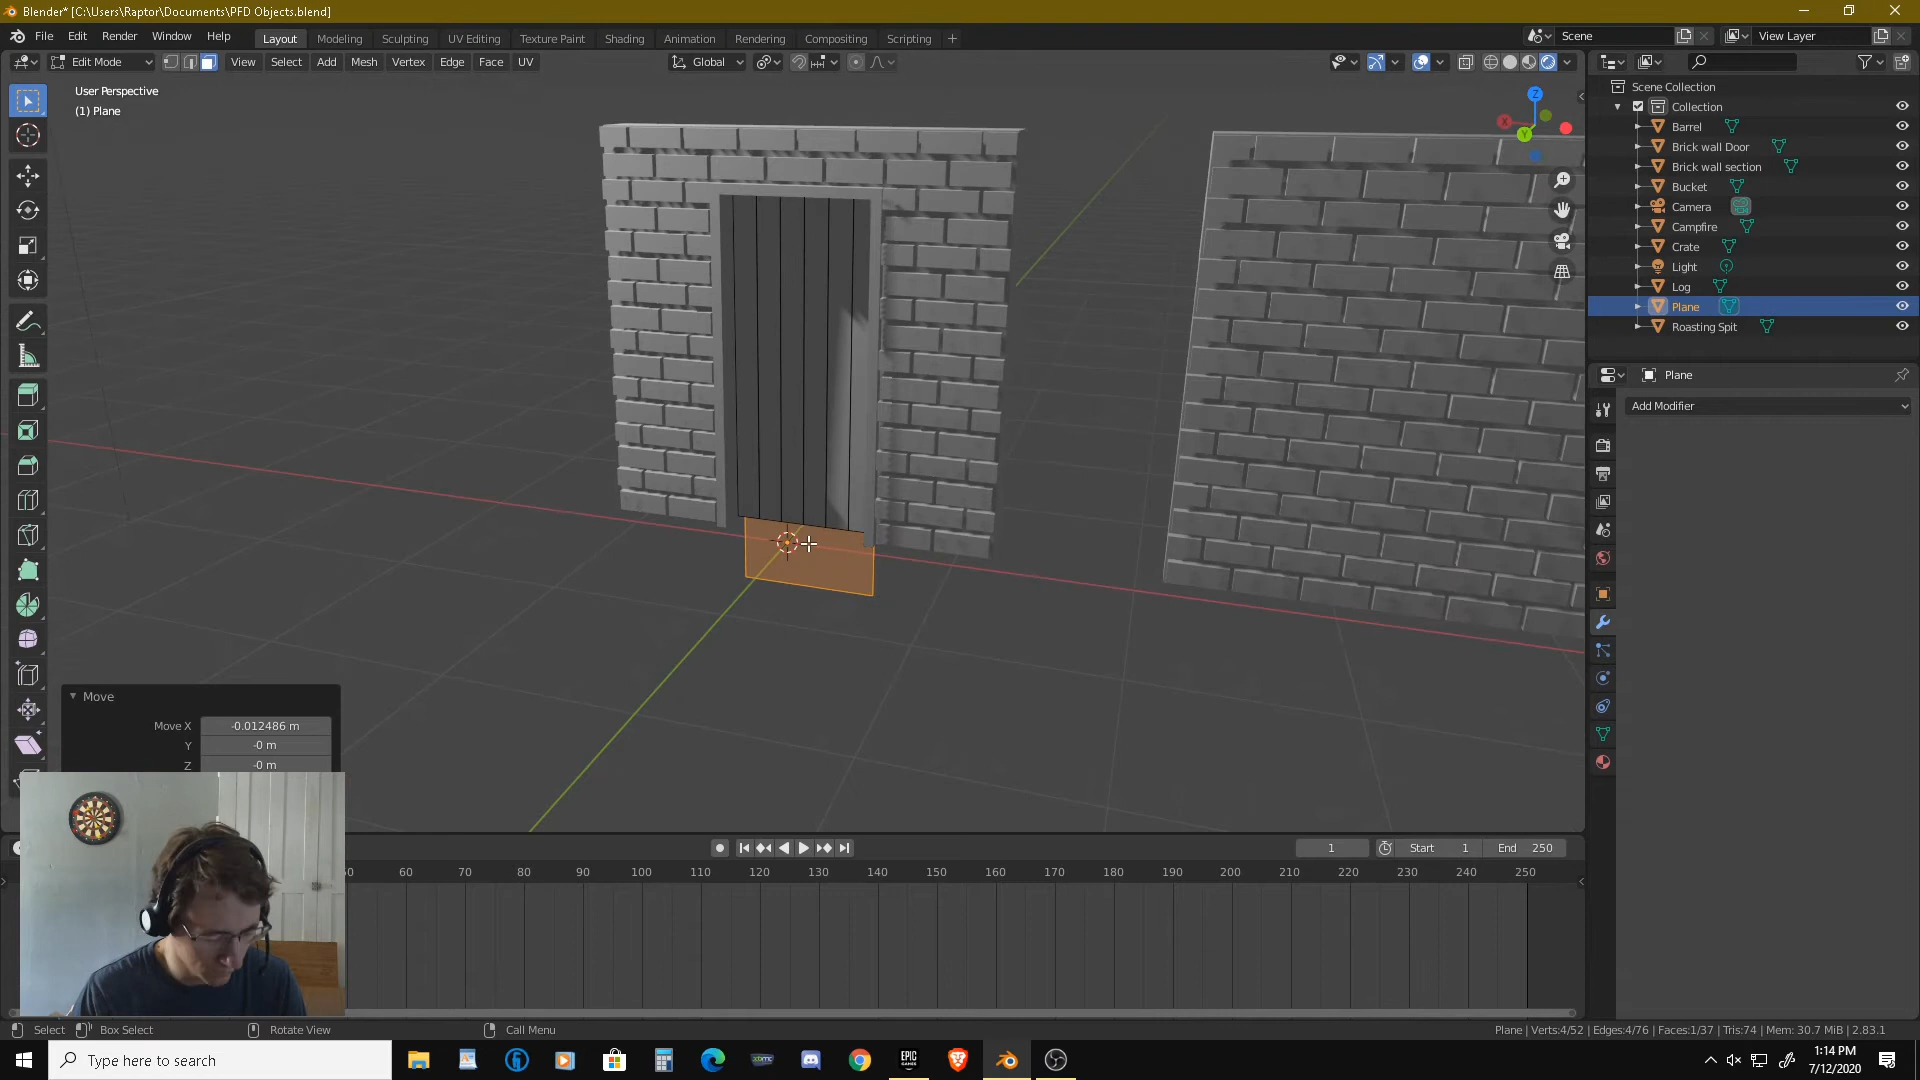 Blender* [C:\Users\Raptor\Documents\PFD Objects.blend]
File Edit Render Window Help
Layout Modeling Sculpting UV Editing Texture Paint Shading Animation Rendering Compositing Scripting
Scene
View Layer
Edit Mode View Select Add Mesh Vertex Edge Face UV
Global
User Perspective
(1) Plane
Z
X
Y
Scene Collection
Collection
Barrel
Brick wall Door
Brick wall section
Bucket
Camera
Campfire
Crate
Light
Log
Plane
Roasting Spit
Plane
Add Modifier
Move
Move X -0.012486 m
Y -0 m
Z -0 m
1 Start 1 End 250
60 70 80 90 100 110 120 130 140 150 160 170 180 190 200 210 220 230 240 250
Select Box Select Rotate View Call Menu
Plane | Verts:4/52 | Edges:4/76 | Faces:1/37 | Tris:74 | Mem: 30.7 MiB | 2.83.1
Type here to search
EPIC GAMES
1:14 PM
7/12/2020